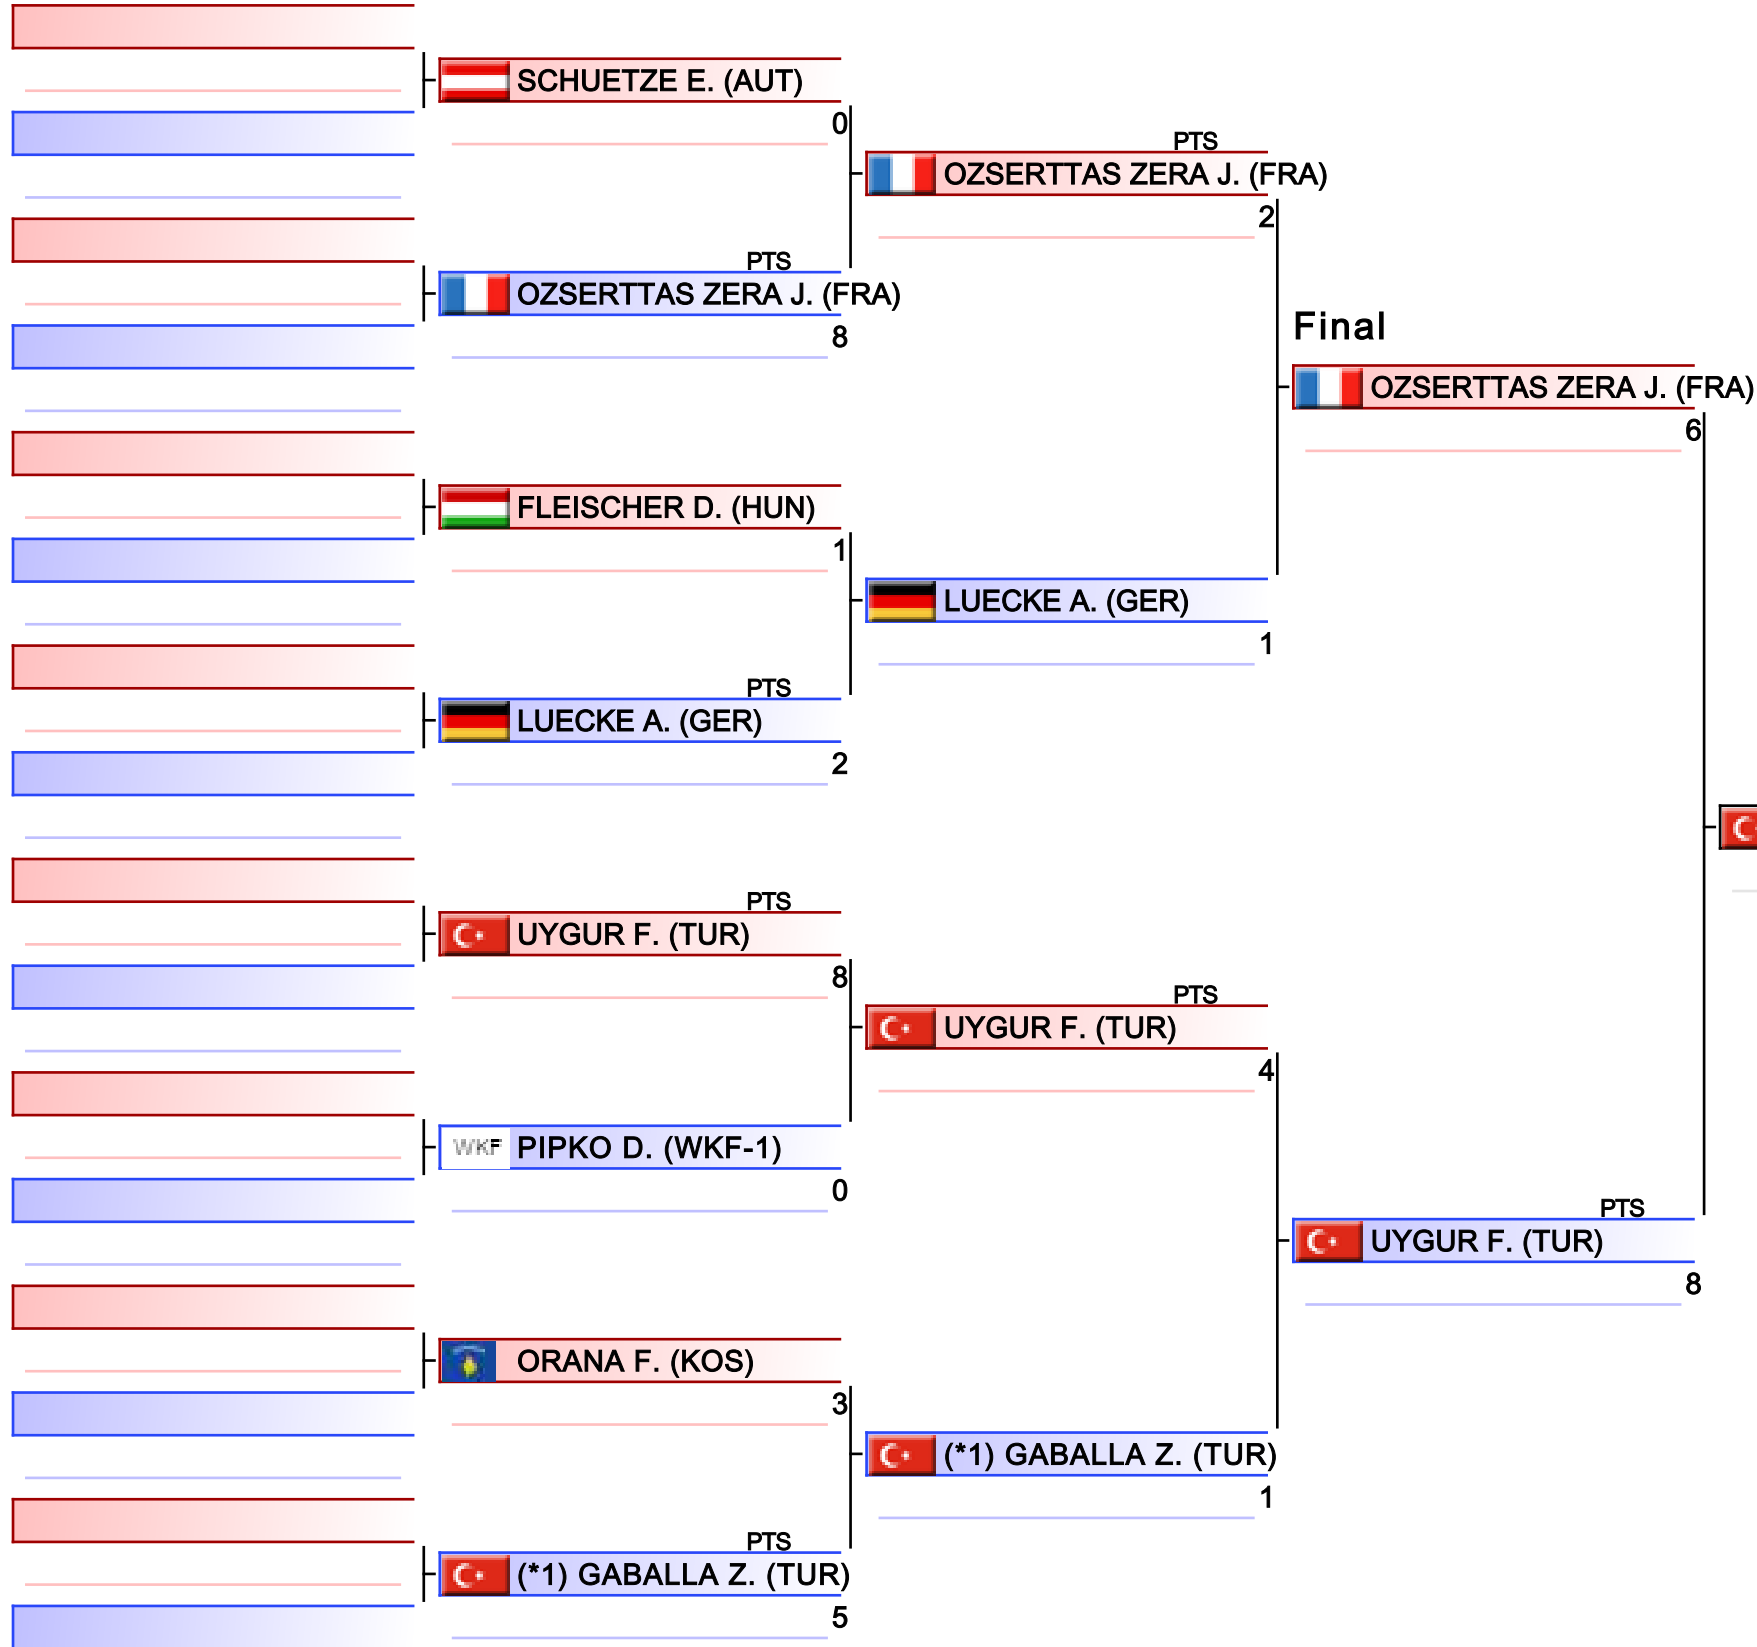 SCHUETZE E. (AUT)
0
PTS
OZSERTTAS ZERA J. (FRA)
8
FLEISCHER D. (HUN)
1
PTS
LUECKE A. (GER)
2
PTS
UYGUR F. (TUR)
8
WKF PIPKO D. (WKF-1)
0
ORANA F. (KOS)
3
PTS
(*1) GABALLA Z. (TUR)
5
PTS
OZSERTTAS ZERA J. (FRA)
2
LUECKE A. (GER)
1
PTS
UYGUR F. (TUR)
4
(*1) GABALLA Z. (TUR)
1
Final
OZSERTTAS ZERA J. (FRA)
6
PTS
UYGUR F. (TUR)
8